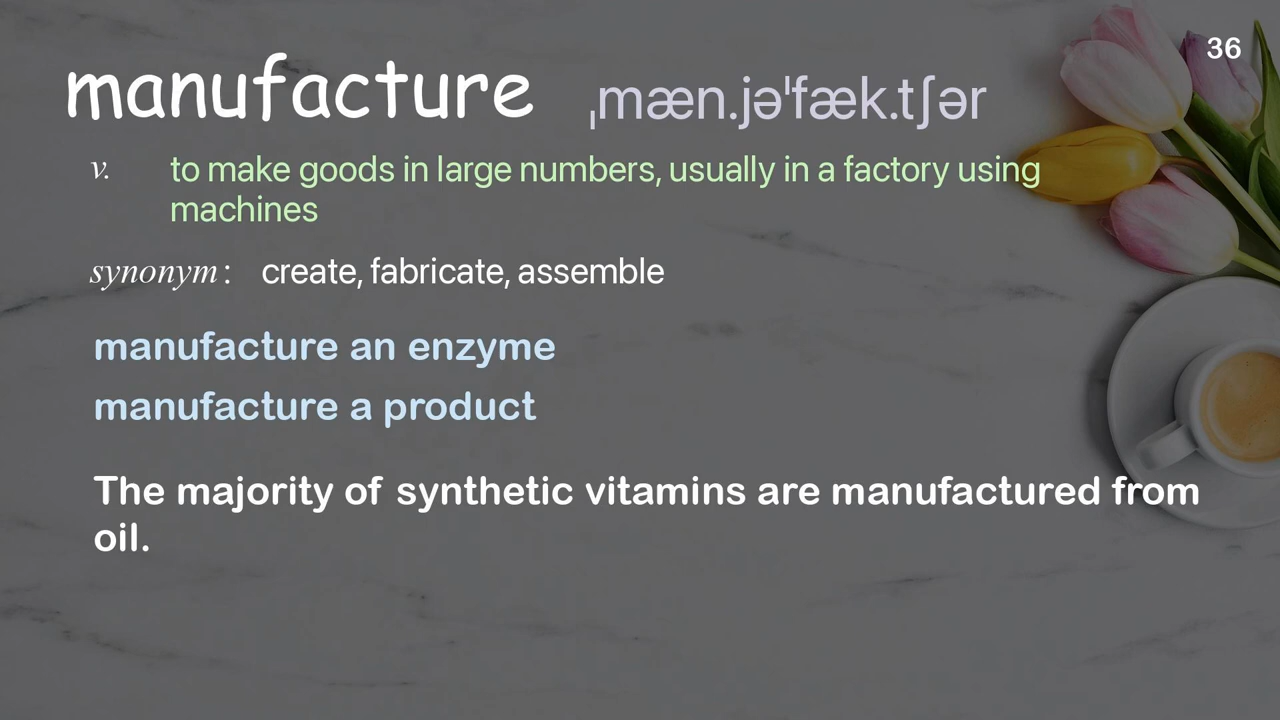 36
manufacture ˌmæn.jəˈfæk.tʃər
v. to make goods in large numbers, usually in a factory using
machines
synonym: create, fabricate, assemble
manufacture an enzyme
manufacture a product
The majority of synthetic vitamins are manufactured from
oil.